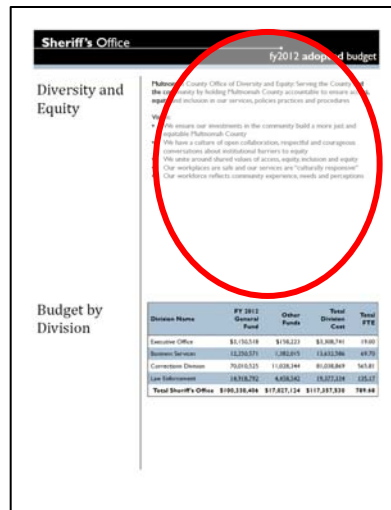 Sheriff's Office
fy2012 adopted budget
Diversity and
Equity
Multnomah County Office of Diversity and Equity: Serving the County and
the community by holding Multnomah County accountable to ensure access,
equity and inclusion in our services, policies practices and procedures
• We ensure our investments in the community build a more just and
equitable Multnomah County
• We have a culture of open collaboration, respectful and courageous
conversations about institutional barriers to equity
• We unite around shared values of access, equity, inclusion and equity
• Our workplaces are safe and our services are "culturally responsive"
• Our workforce reflects community experience, needs and perceptions
Budget by
Division
Division Name FY 2012 General Fund Other Funds Total Division Cost Total FTE
Executive Office $3,150,518 $158,223 $3,308,741 19.00
Business Services 12,250,571 1,382,015 13,632,586 69.70
Corrections Division 70,010,525 11,028,344 81,038,869 565.81
Law Enforcement 14,918,792 4,458,542 19,377,334 135.17
Total Sheriff's Office $100,330,406 $17,027,124 $117,357,530 789.68